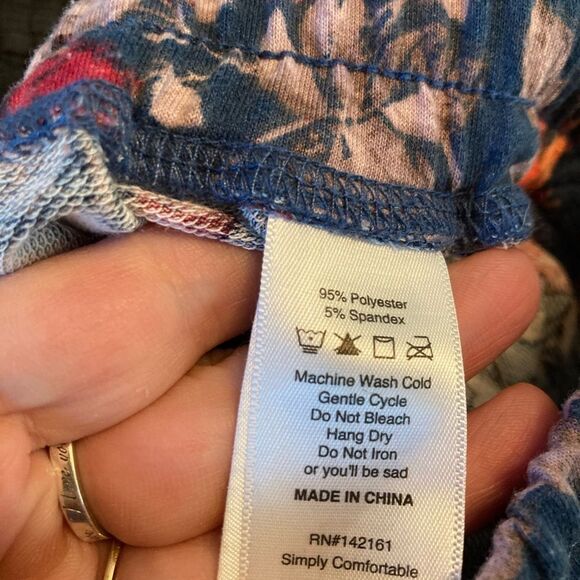 95% Polyester
5% Spandex
Machine Wash Cold
Gentle Cycle
Do Not Bleach
Hang Dry
Do Not Iron
or you'll be sad
MADE IN CHINA
RN#142161
Simply Comfortable